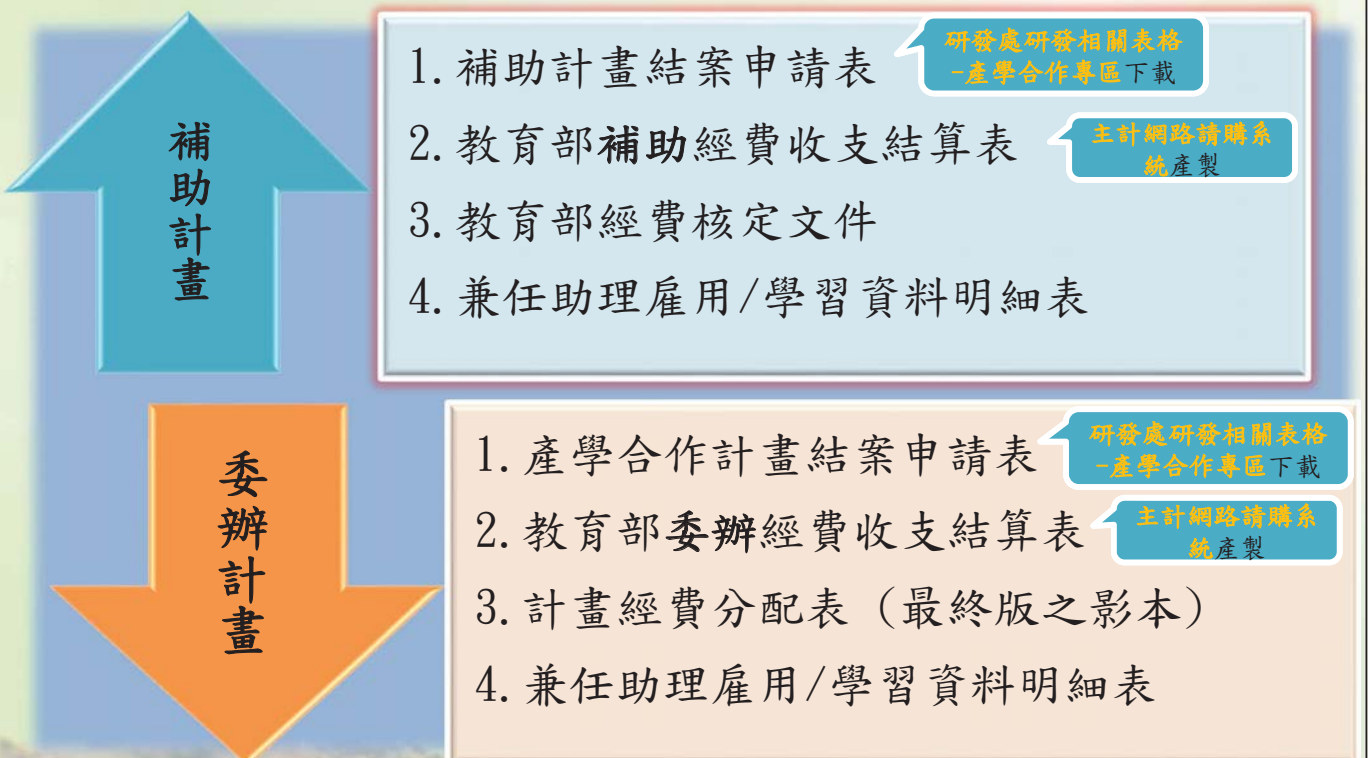 補助計畫
1.補助計畫結案申請表
研發處研發相關表格
-產學合作專區下載
2.教育部補助經費收支結算表
主計網路請購系
統產製
3.教育部經費核定文件
4.兼任助理雇用/學習資料明細表
委辦計畫
1.產學合作計畫結案申請表
研發處研發相關表格
-產學合作專區下載
2.教育部委辦經費收支結算表
主計網路請購系
統產製
3.計畫經費分配表（最終版之影本）
4.兼任助理雇用/學習資料明細表